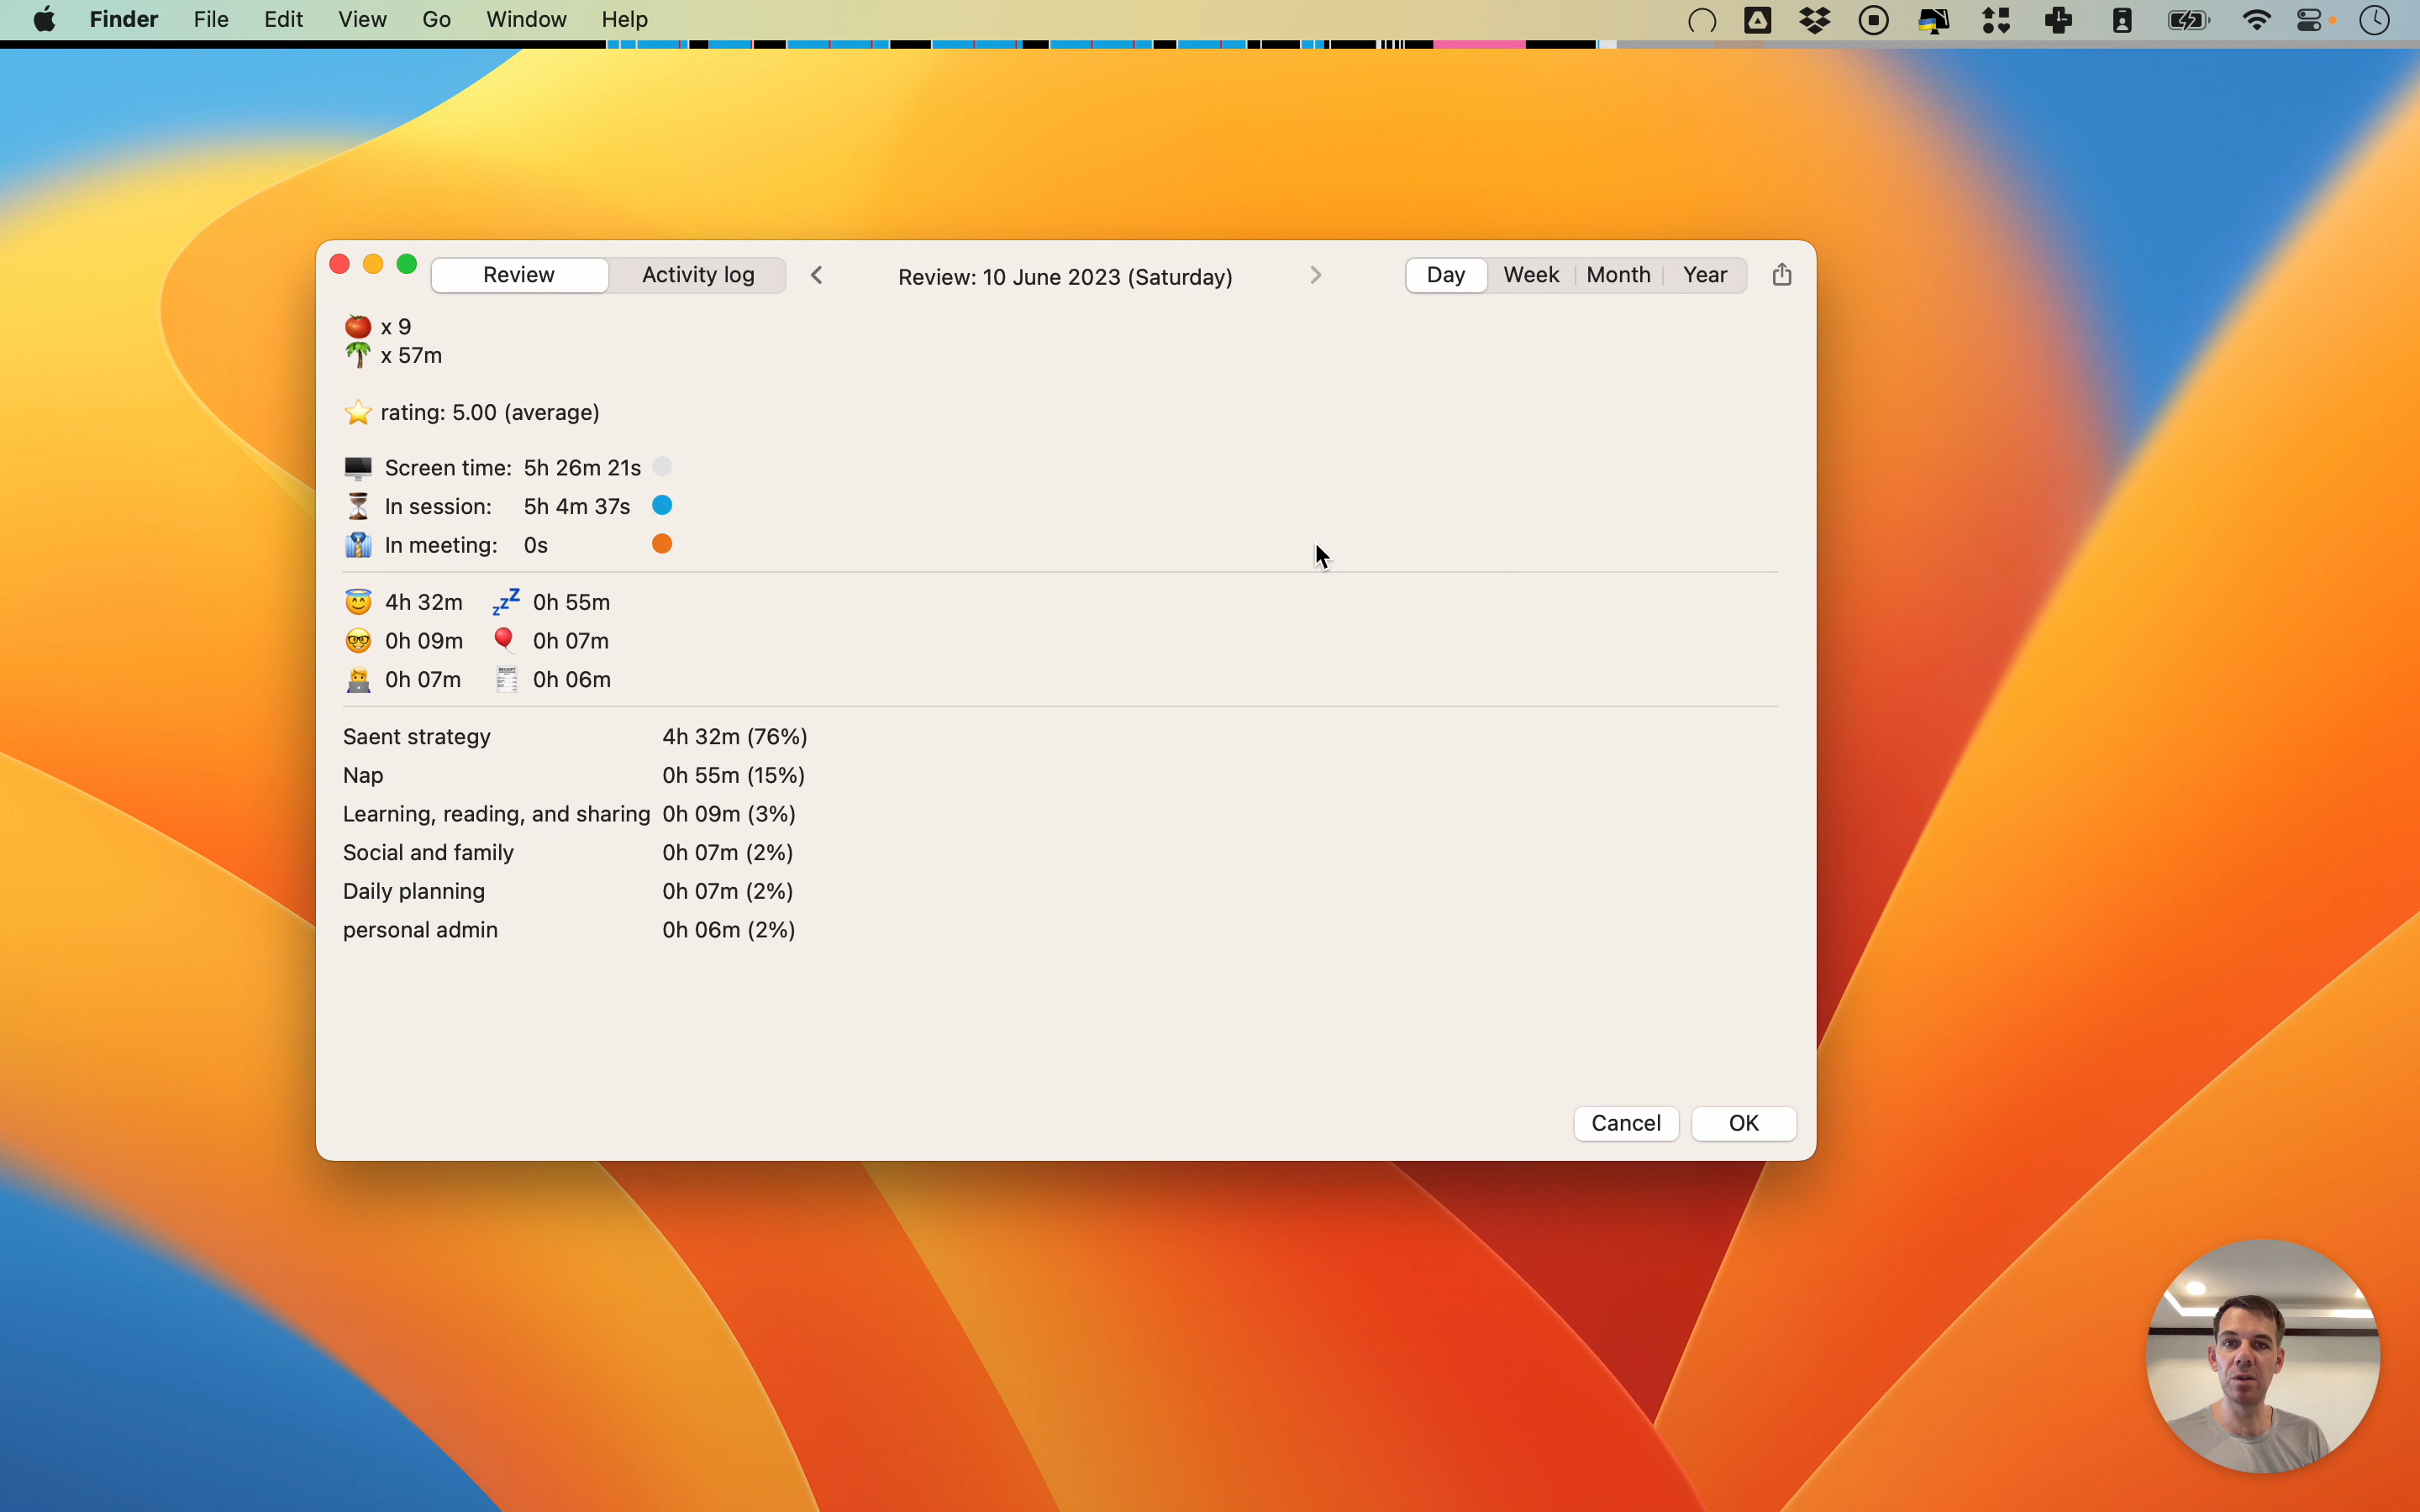 Finder File Edit View Go Window Help
Review Activity log Review: 10 June 2023 (Saturday) Day Week Month Year
x 9
x 57m
rating: 5.00 (average)
Screen time: 5h 26m 21s
In session: 5h 4m 37s
In meeting: 0s
4h 32m 0h 55m
0h 09m 0h 07m
0h 07m 0h 06m
Saent strategy 4h 32m (76%)
Nap 0h 55m (15%)
Learning, reading, and sharing 0h 09m (3%)
Social and family 0h 07m (2%)
Daily planning 0h 07m (2%)
personal admin 0h 06m (2%)
Cancel OK